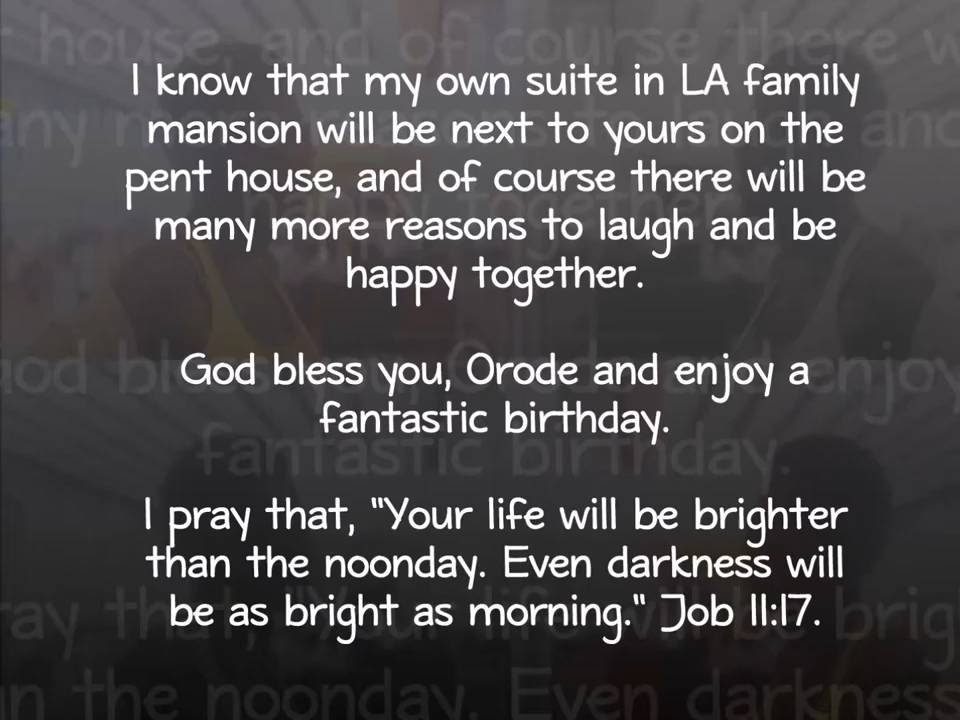 I know that my own suite in LA family
mansion will be next to yours on the
pent house, and of course there will be
many more reasons to laugh and be
happy together.
God bless you, Orode and enjoy a
fantastic birthday.
I pray that, "Your life will be brighter
than the noonday. Even darkness will
be as bright as morning." Job 11:17.